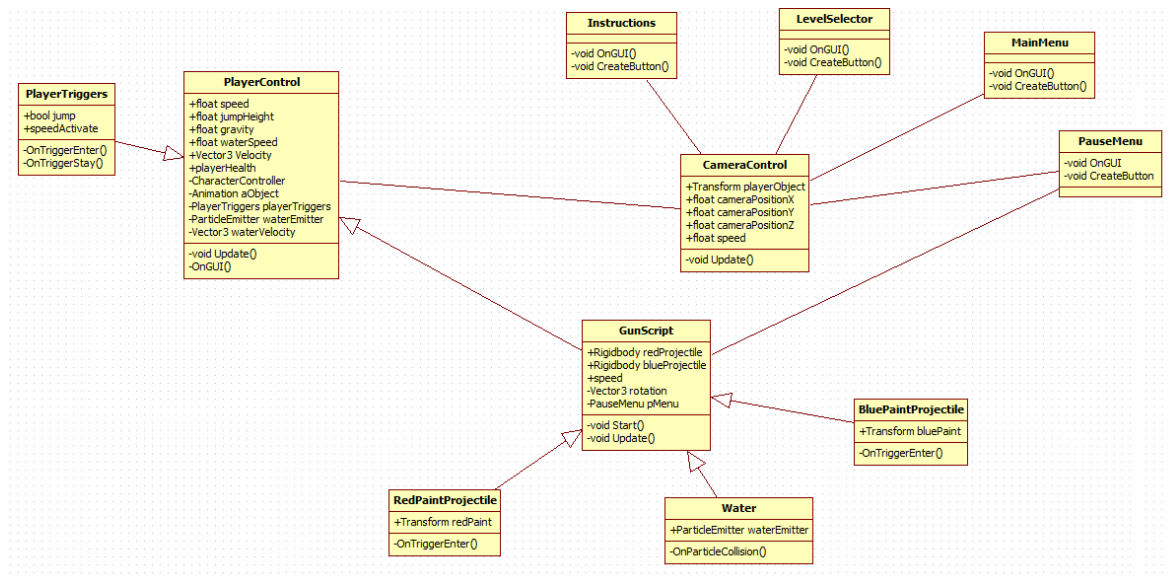 Instructions
-void OnGUI()
-void CreateButton()
LevelSelector
-void OnGUI()
-void CreateButton()
MainMenu
-void OnGUI()
-void CreateButton()
PlayerTriggers
+bool jump
+speedActivate
-OnTriggerEnter()
-OnTriggerStay()
PlayerControl
+float speed
+float jumpHeight
+float gravity
+float waterSpeed
+Vector3 Velocity
+playerHealth
-CharacterController
-Animation aObject
-PlayerTriggers playerTriggers
-ParticleEmitter waterEmitter
-Vector3 waterVelocity
-void Update()
-OnGUI()
CameraControl
+Transform playerObject
+float cameraPositionX
+float cameraPositionY
+float cameraPositionZ
+float speed
-void Update()
PauseMenu
-void OnGUI
-void CreateButton
GunScript
+Rigidbody redProjectile
+Rigidbody blueProjectile
+speed
-Vector3 rotation
-PauseMenu pMenu
-void Start()
-void Update()
BluePaintProjectile
+Transform bluePaint
-OnTriggerEnter()
RedPaintProjectile
+Transform redPaint
-OnTriggerEnter()
Water
+ParticleEmitter waterEmitter
-OnParticleCollision()